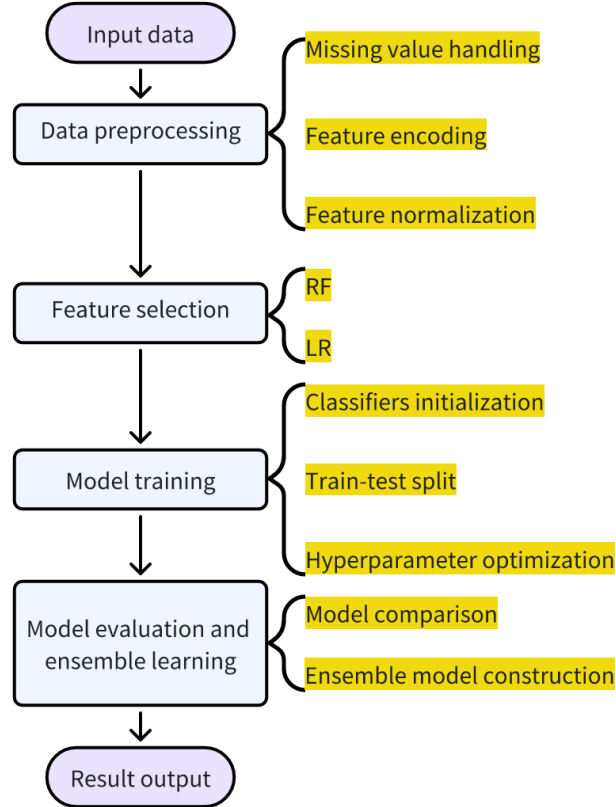 Input data
Missing value handling
Data preprocessing
Feature encoding
Feature normalization
Feature selection
RF
LR
Classifiers initialization
Model training
Train-test split
Hyperparameter optimization
Model evaluation and
ensemble learning
Model comparison
Ensemble model construction
Result output